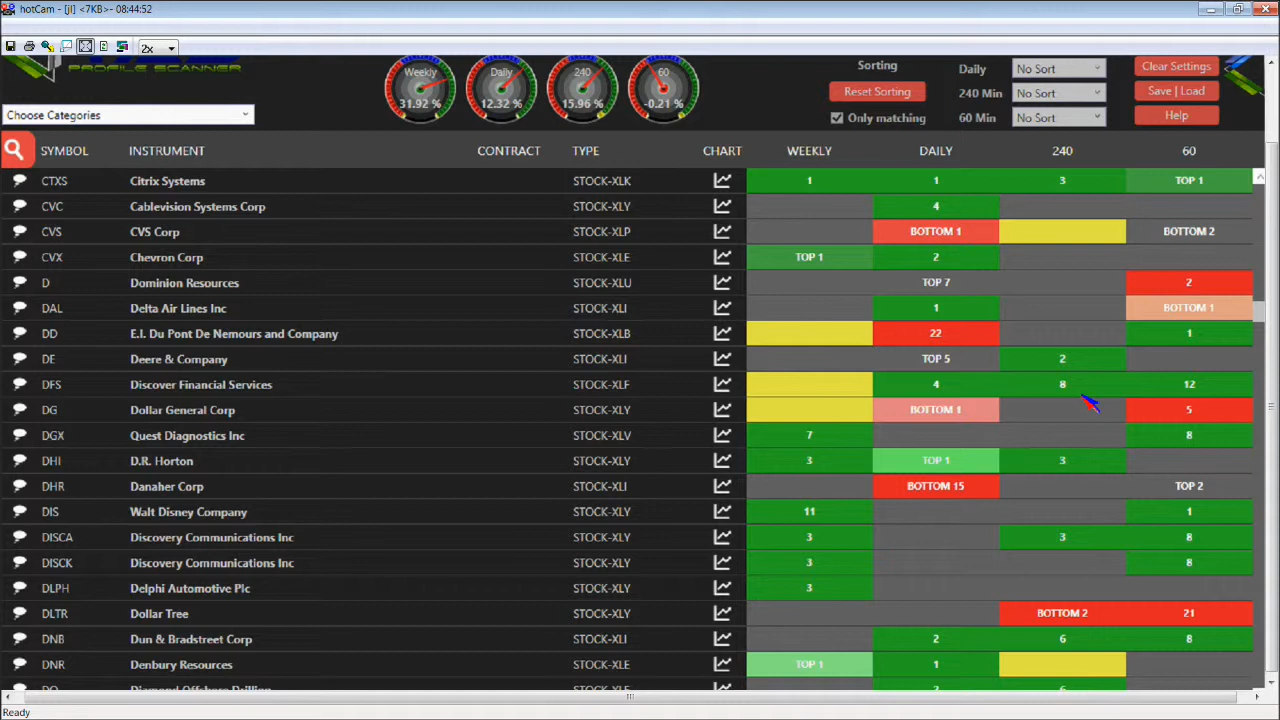 hotCam - [jl] <7KB>- 08:44:52
2x
PROFILE SCANNER
Weekly 31.92 %
Daily 12.32 %
240 15.96 %
60 -0.21 %
Sorting
Reset Sorting
Only matching
Daily No Sort
240 Min No Sort
60 Min No Sort
Clear Settings
Save | Load
Help
Choose Categories
SYMBOL INSTRUMENT CONTRACT TYPE CHART WEEKLY DAILY 240 60
CTXS Citrix Systems STOCK-XLK 1 1 3 TOP 1
CVC Cablevision Systems Corp STOCK-XLY 4
CVS CVS Corp STOCK-XLP BOTTOM 1 BOTTOM 2
CVX Chevron Corp STOCK-XLE TOP 1 2
D Dominion Resources STOCK-XLU TOP 7 2
DAL Delta Air Lines Inc STOCK-XLI 1 BOTTOM 1
DD E.I. Du Pont De Nemours and Company STOCK-XLB 22 1
DE Deere & Company STOCK-XLI TOP 5 2
DFS Discover Financial Services STOCK-XLF 4 8 12
DG Dollar General Corp STOCK-XLY BOTTOM 1 5
DGX Quest Diagnostics Inc STOCK-XLV 7 8
DHI D.R. Horton STOCK-XLY 3 TOP 1 3
DHR Danaher Corp STOCK-XLI BOTTOM 15 TOP 2
DIS Walt Disney Company STOCK-XLY 11 1
DISCA Discovery Communications Inc STOCK-XLY 3 3 8
DISCK Discovery Communications Inc STOCK-XLY 3 8
DLPH Delphi Automotive Plc STOCK-XLY 3
DLTR Dollar Tree STOCK-XLY BOTTOM 2 21
DNB Dun & Bradstreet Corp STOCK-XLI 2 6 8
DNR Denbury Resources STOCK-XLE TOP 1 1
DO Diamond Offshore Drilling STOCK-XLE 2 6
Ready